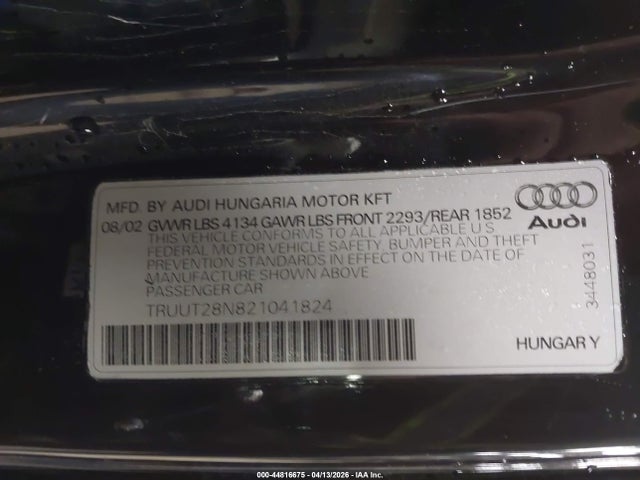 MFD. BY AUDI HUNGARIA MOTOR KFT
08/02 GVWR LBS 4134 GAWR LBS FRONT 2293/REAR 1852
THIS VEHICLE CONFORMS TO ALL APPLICABLE U S
FEDERAL MOTOR VEHICLE SAFETY, BUMPER AND THEFT
PREVENTION STANDARDS IN EFFECT ON THE DATE OF
MANUFACTURE SHOWN ABOVE
PASSENGER CAR
TRUUT28N821041824
Audi
3448031
HUNGARY
000-44816675 - 04/13/2026 - IAA Inc.